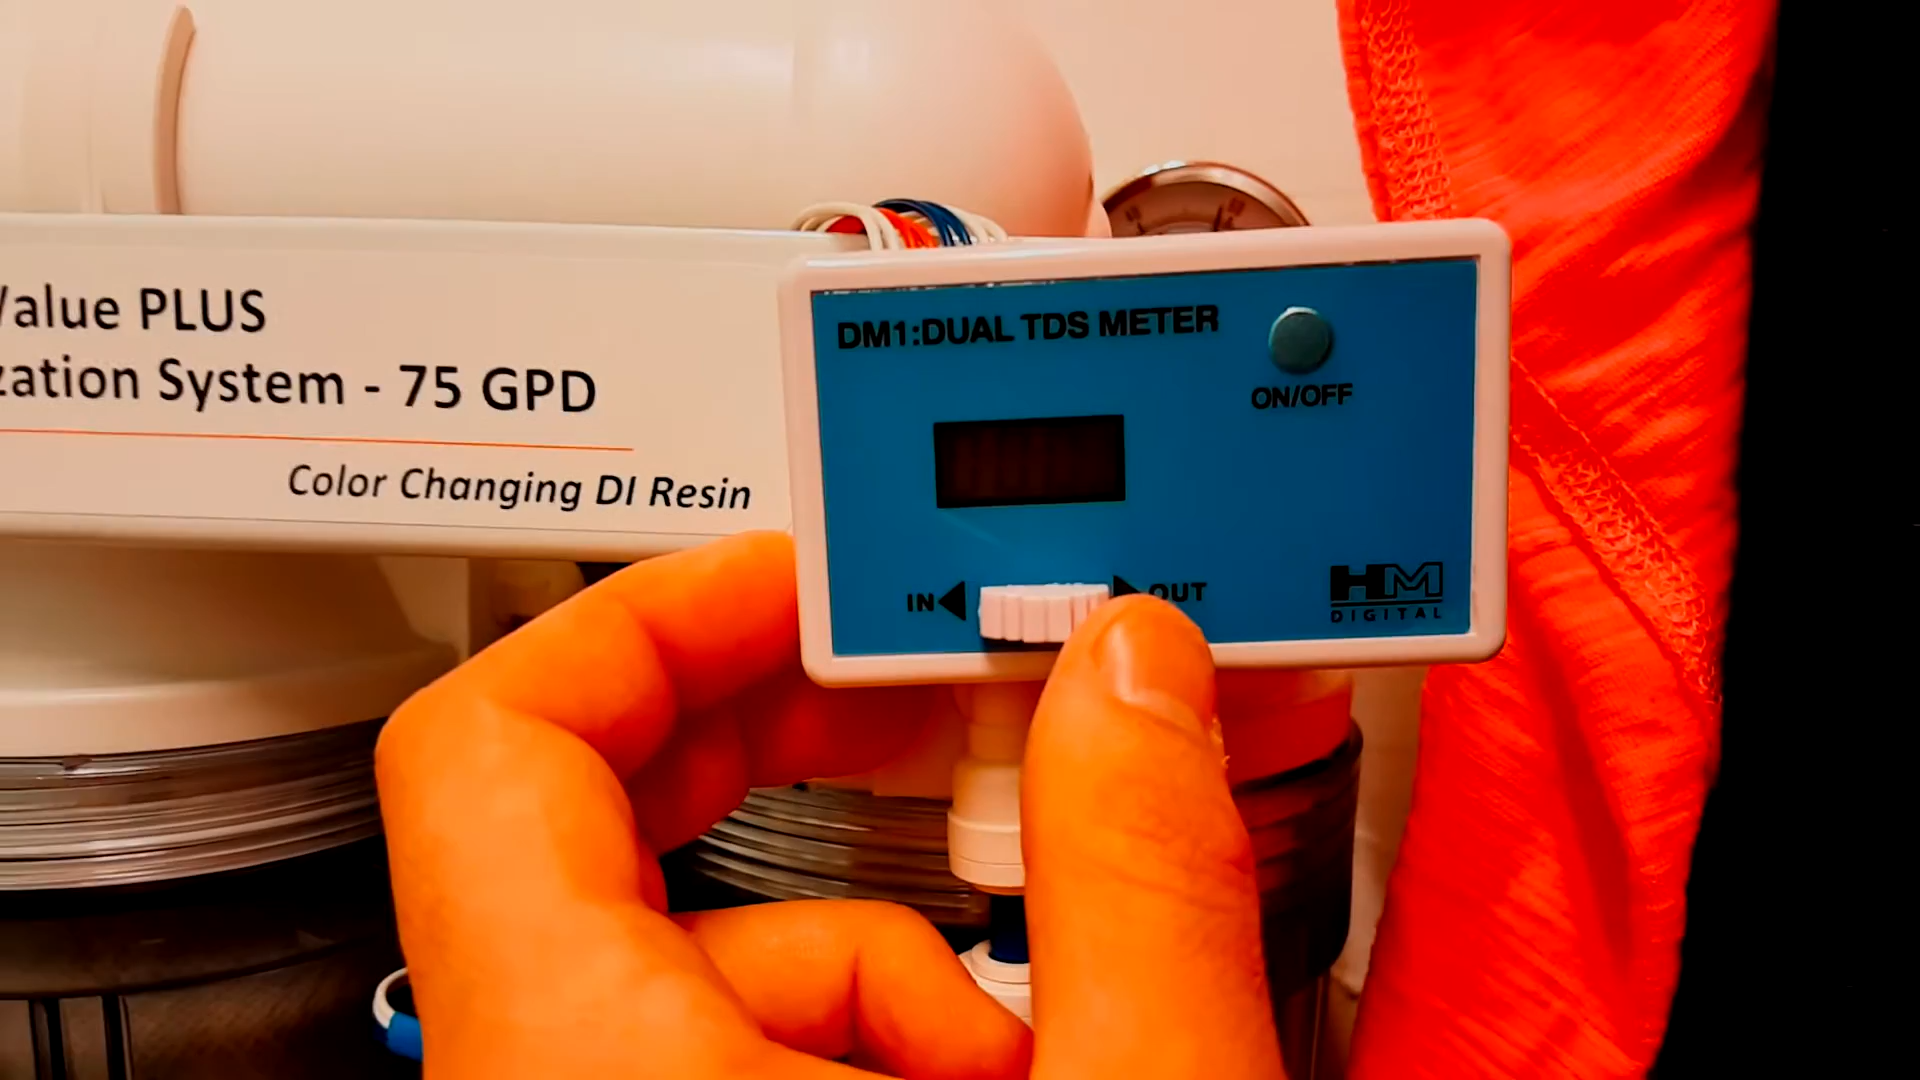 Value PLUS
zation System - 75 GPD
Color Changing DI Resin
DM1:DUAL TDS METER
ON/OFF
IN
OUT
HM
DIGITAL